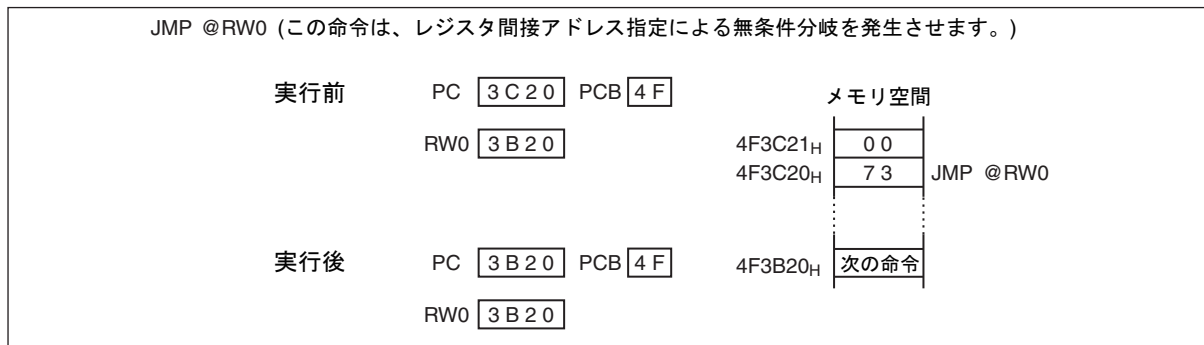 JMP @RW0 (この命令は、レジスタ間接アドレス指定による無条件分岐を発生させます。)
実行前 PC 3C20 PCB 4F
メモリ空間
RW0 3B20
4F3C21H 00
4F3C20H 73 JMP @RW0
実行後 PC 3B20 PCB 4F
4F3B20H 次の命令
RW0 3B20